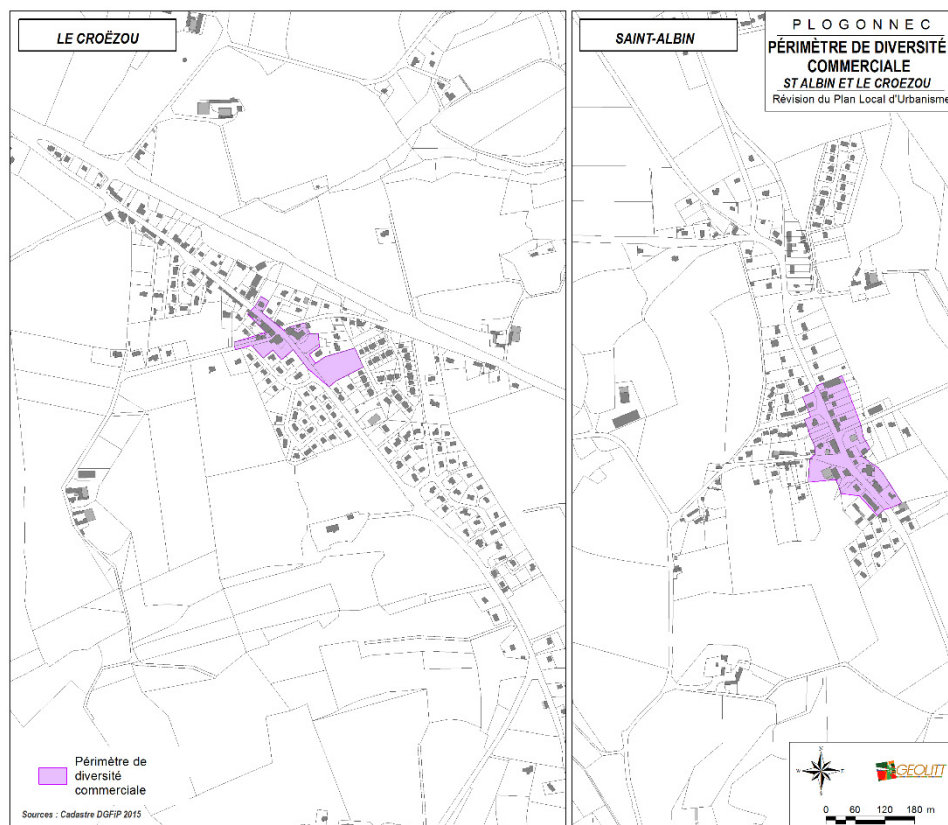 LE CROËZOU
SAINT-ALBIN
PLOGONNEC
PÉRIMÈTRE DE DIVERSITÉ
COMMERCIALE
ST ALBIN ET LE CROEZOU
Révision du Plan Local d'Urbanisme
Périmètre de
diversité
commerciale
Sources : Cadastre DGFiP 2015
GEOLITT
0 60 120 180 m